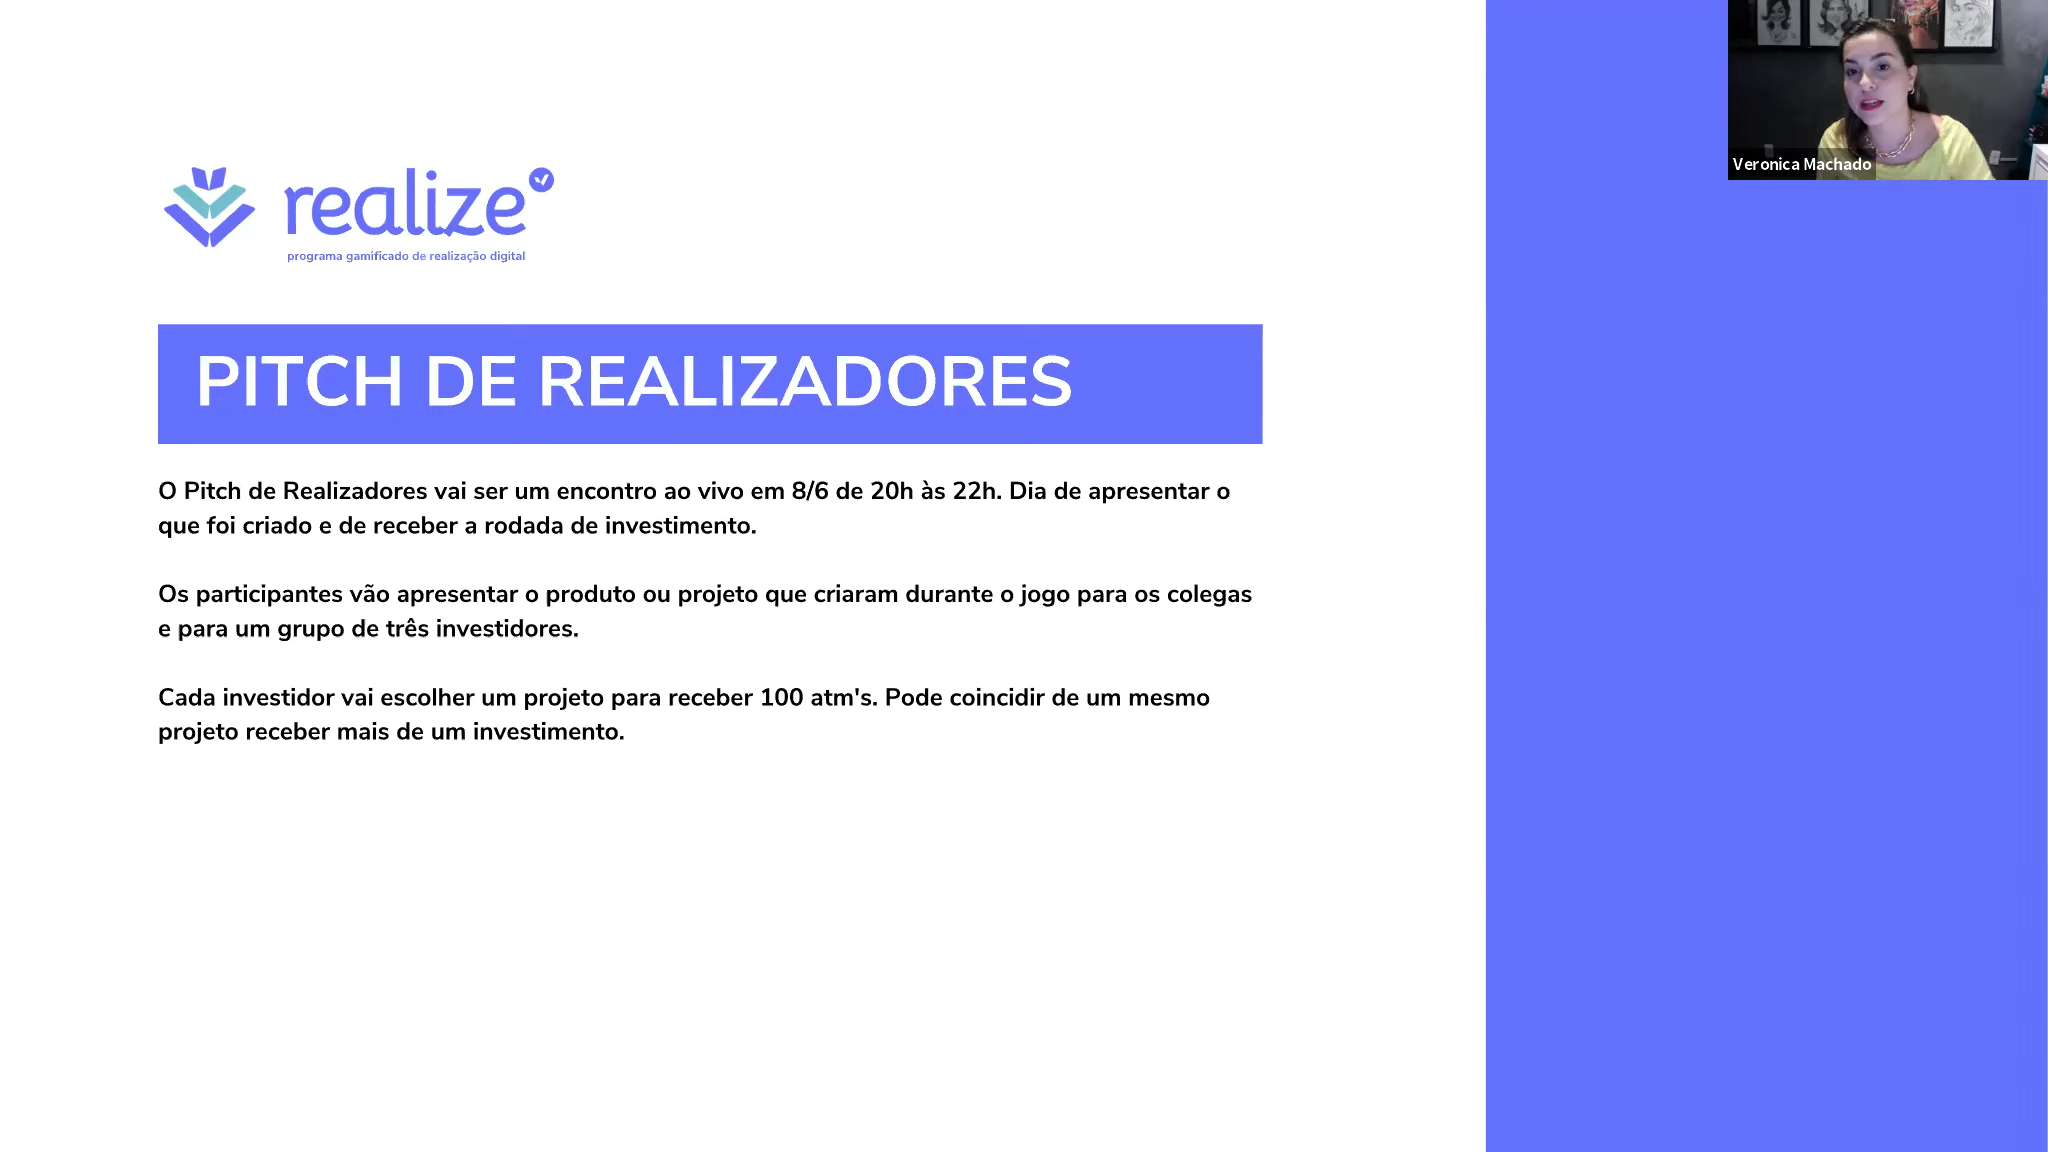 realize
programa gamificado de realização digital
Veronica Machado
PITCH DE REALIZADORES
O Pitch de Realizadores vai ser um encontro ao vivo em 8/6 de 20h às 22h. Dia de apresentar o
que foi criado e de receber a rodada de investimento.
Os participantes vão apresentar o produto ou projeto que criaram durante o jogo para os colegas
e para um grupo de três investidores.
Cada investidor vai escolher um projeto para receber 100 atm's. Pode coincidir de um mesmo
projeto receber mais de um investimento.